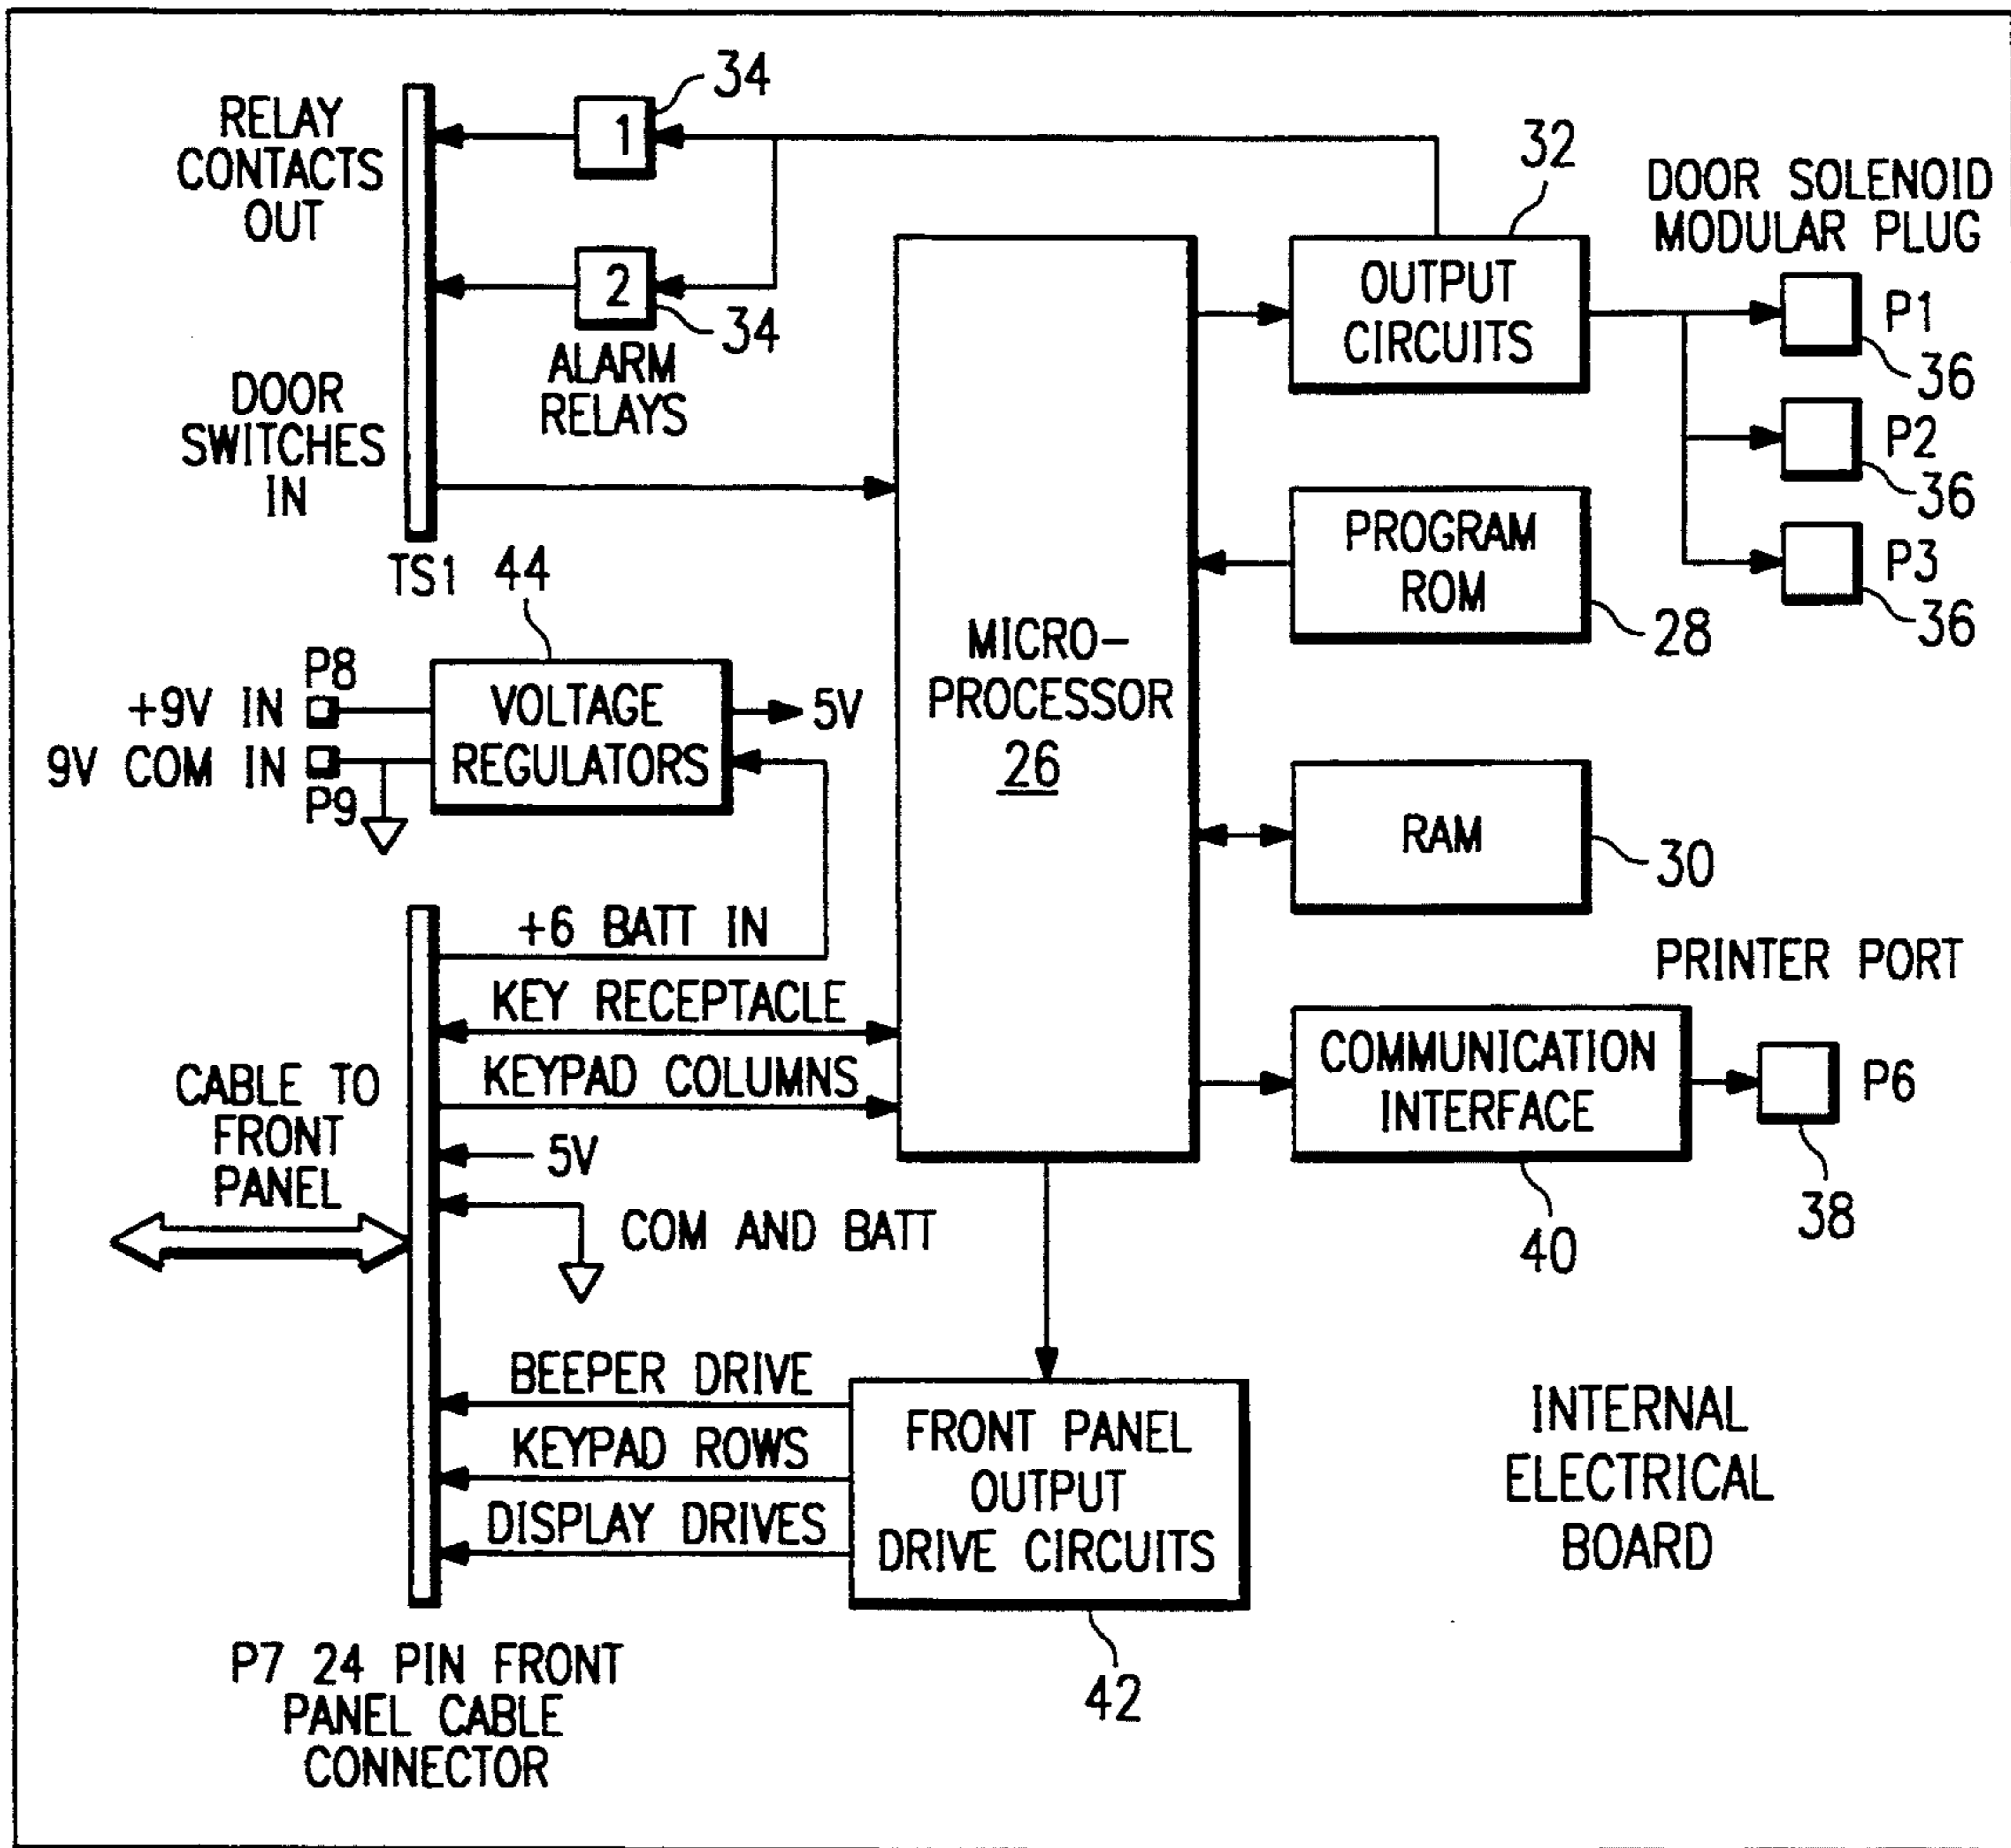 RELAY
CONTACTS
OUT
1
34
2
34
ALARM
RELAYS
DOOR
SWITCHES
IN
TS1
44
P8
+9V IN
9V COM IN
P9
VOLTAGE
REGULATORS
5V
MICRO-
PROCESSOR
26
32
OUTPUT
CIRCUITS
DOOR SOLENOID
MODULAR PLUG
P1
36
P2
36
P3
36
PROGRAM
ROM
28
RAM
30
PRINTER PORT
COMMUNICATION
INTERFACE
40
P6
38
+6 BATT IN
KEY RECEPTACLE
KEYPAD COLUMNS
5V
COM AND BATT
CABLE TO
FRONT
PANEL
BEEPER DRIVE
KEYPAD ROWS
DISPLAY DRIVES
FRONT PANEL
OUTPUT
DRIVE CIRCUITS
42
INTERNAL
ELECTRICAL
BOARD
P7 24 PIN FRONT
PANEL CABLE
CONNECTOR